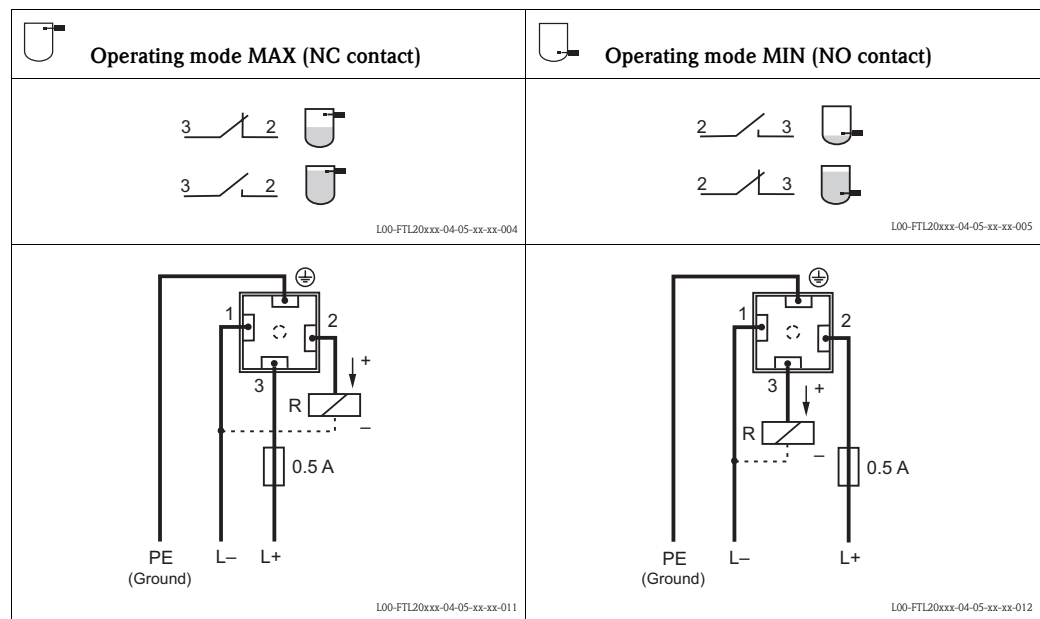 Operating mode MAX (NC contact)
Operating mode MIN (NO contact)
3 2
3 2
L00-FTL20xxx-04-05-xx-xx-004
2 3
2 3
L00-FTL20xxx-04-05-xx-xx-005
1
2
3
+
R
–
0.5 A
PE
(Ground)
L–
L+
L00-FTL20xxx-04-05-xx-xx-011
1
2
3
+
R
–
0.5 A
PE
(Ground)
L–
L+
L00-FTL20xxx-04-05-xx-xx-012